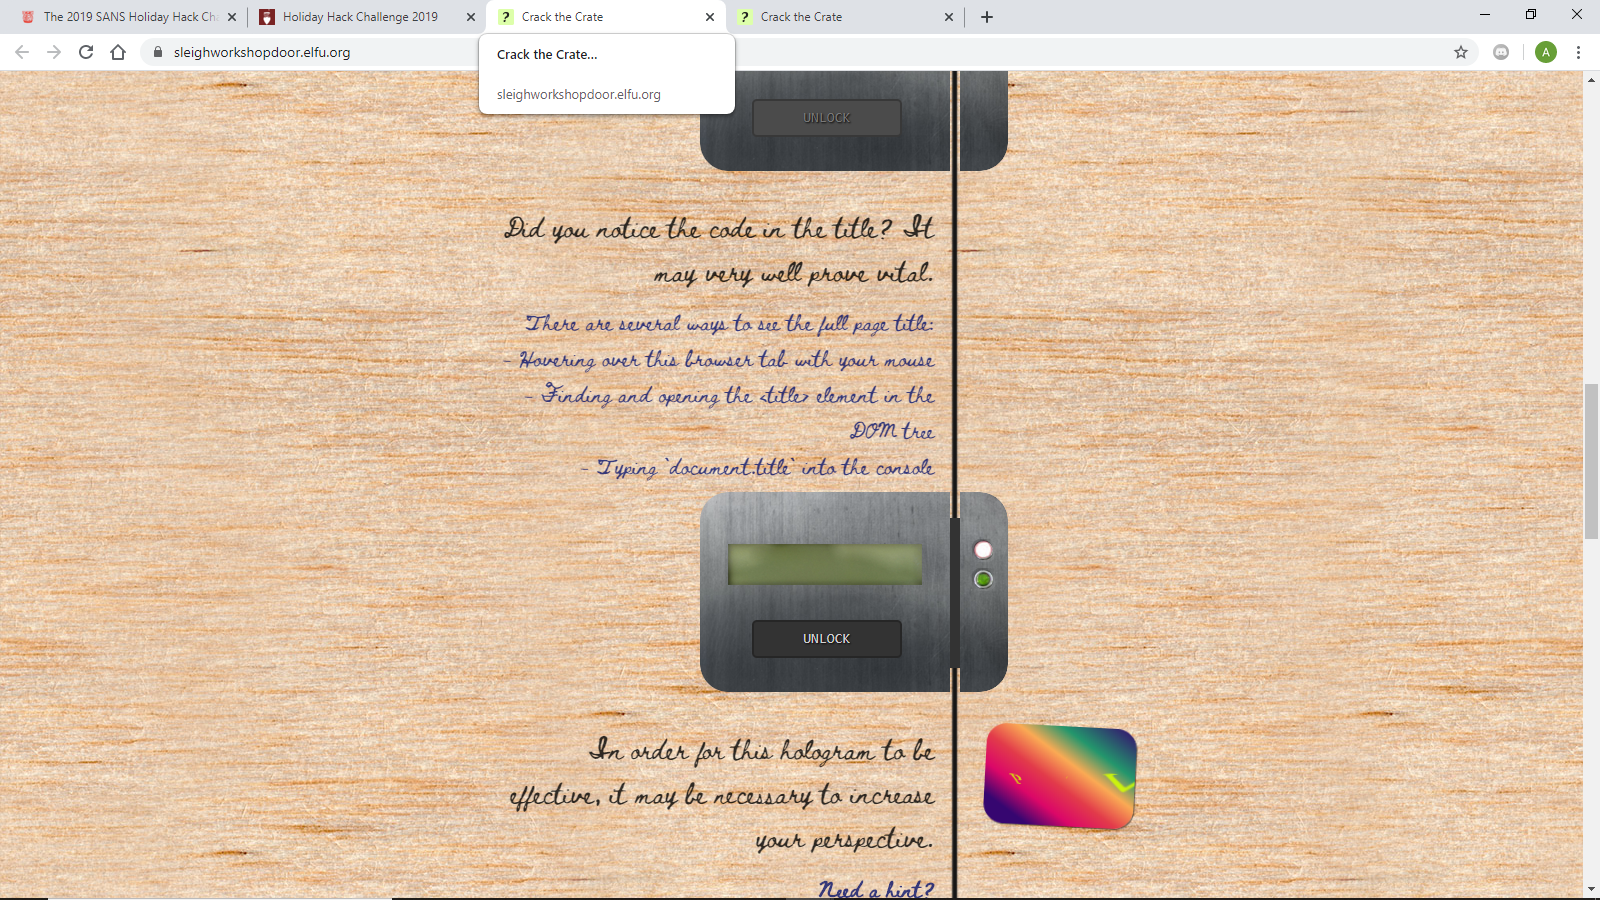 The 2019 SANS Holiday Hack Ch
Holiday Hack Challenge 2019
Crack the Crate
Crack the Crate
sleighworkshopdoor.elfu.org
A
Crack the Crate...
sleighworkshopdoor.elfu.org
UNLOCK
Did you notice the code in the title? It
may very well prove vital.
There are several ways to see the full page title:
- Hovering over this browser tab with your mouse
- Finding and opening the <title> element in the
DOM tree
- Typing `document.title` into the console
UNLOCK
In order for this hologram to be
effective, it may be necessary to increase
your perspective.
Need a hint?